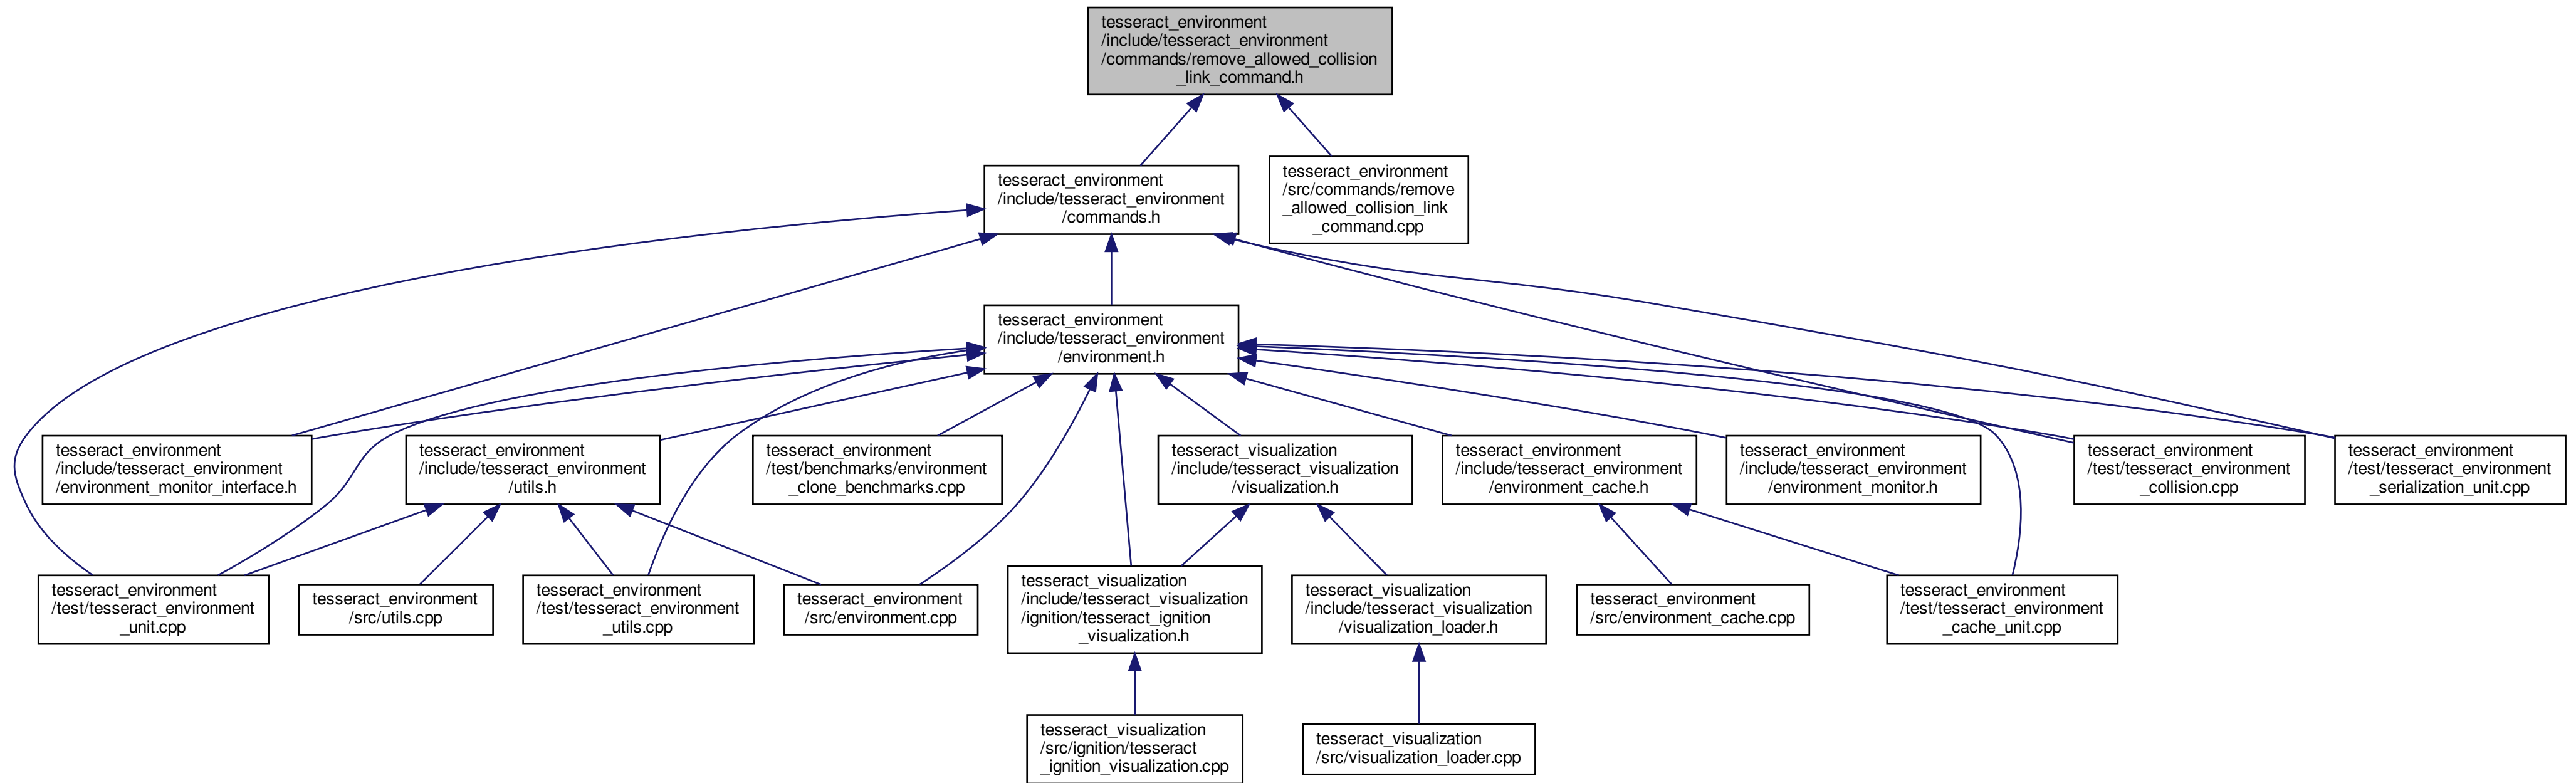 tesseract_environment
/include/tesseract_environment
/commands/remove_allowed_collision
_link_command.h
tesseract_environment
/include/tesseract_environment
/commands.h
tesseract_environment
/src/commands/remove
_allowed_collision_link
_command.cpp
tesseract_environment
/include/tesseract_environment
/environment.h
tesseract_environment
/include/tesseract_environment
/environment_monitor_interface.h
tesseract_environment
/include/tesseract_environment
/utils.h
tesseract_environment
/test/benchmarks/environment
_clone_benchmarks.cpp
tesseract_visualization
/include/tesseract_visualization
/visualization.h
tesseract_environment
/include/tesseract_environment
/environment_cache.h
tesseract_environment
/include/tesseract_environment
/environment_monitor.h
tesseract_environment
/test/tesseract_environment
_collision.cpp
tesseract_environment
/test/tesseract_environment
_serialization_unit.cpp
tesseract_environment
/test/tesseract_environment
_unit.cpp
tesseract_environment
/src/utils.cpp
tesseract_environment
/test/tesseract_environment
_utils.cpp
tesseract_environment
/src/environment.cpp
tesseract_visualization
/include/tesseract_visualization
/ignition/tesseract_ignition
_visualization.h
tesseract_visualization
/include/tesseract_visualization
/visualization_loader.h
tesseract_environment
/src/environment_cache.cpp
tesseract_environment
/test/tesseract_environment
_cache_unit.cpp
tesseract_visualization
/src/ignition/tesseract
_ignition_visualization.cpp
tesseract_visualization
/src/visualization_loader.cpp